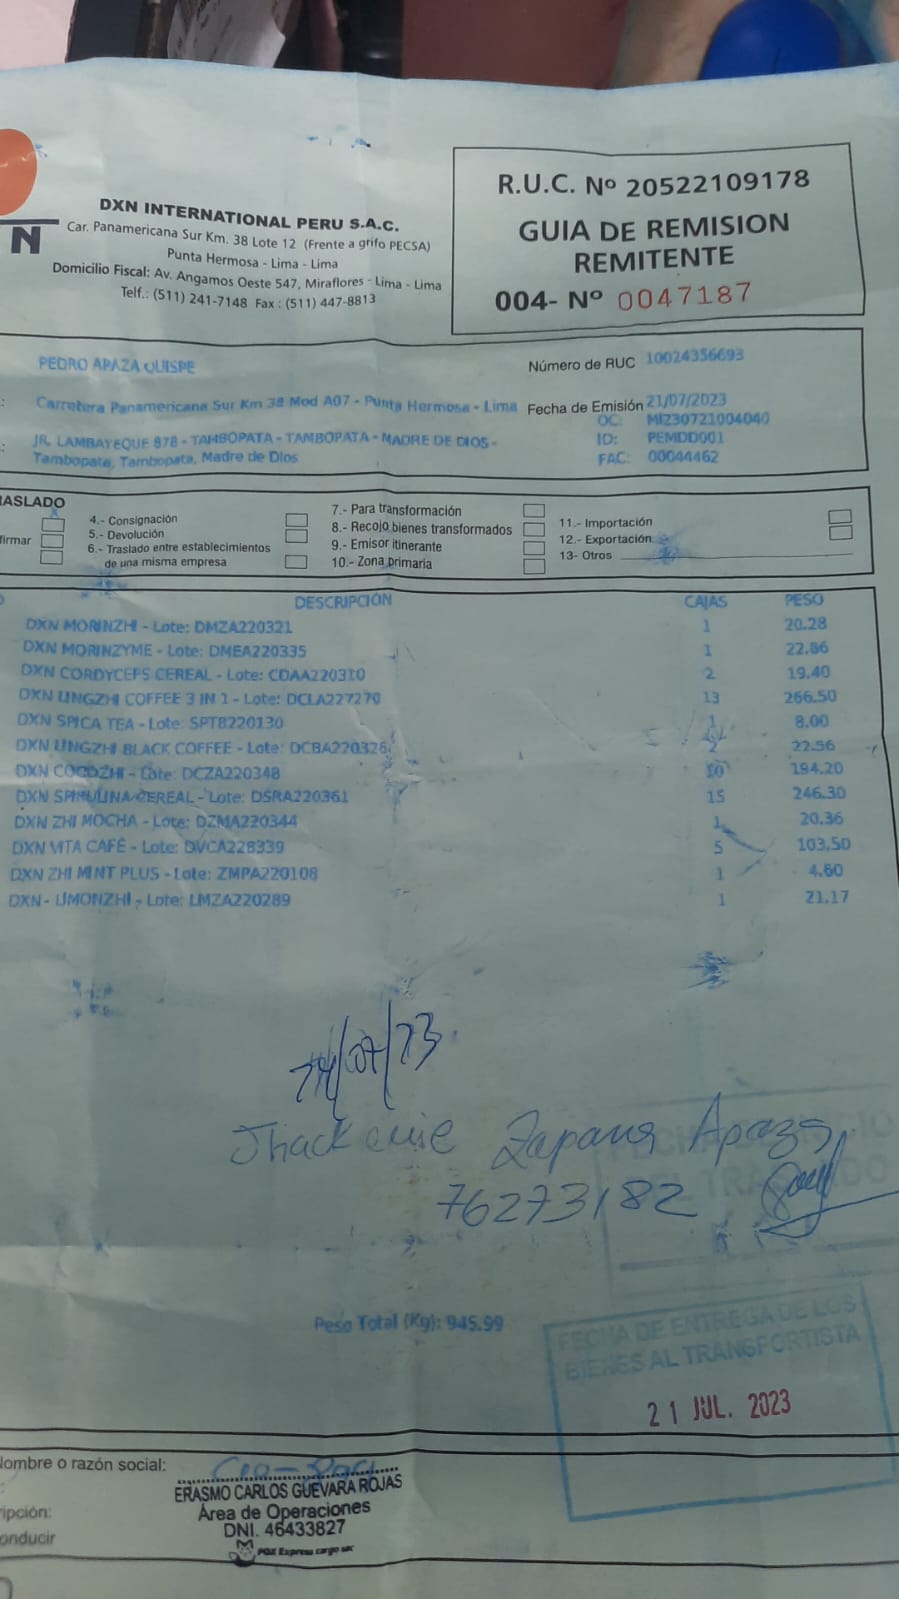 N
DXN INTERNATIONAL PERU S.A.C.
Car. Panamericana Sur Km. 38 Lote 12 (Frente a grifo PECSA)
Punta Hermosa - Lima - Lima
Domicilio Fiscal: Av. Angamos Oeste 547, Miraflores - Lima - Lima
Telf.: (511) 241-7148 Fax : (511) 447-8813
R.U.C. Nº 20522109178
GUIA DE REMISION
REMITENTE
004- Nº 0047187
PEDRO APAZA QUISPE
Número de RUC 10024356693
: Carretera Panamericana Sur Km 38 Mod A07 - Punta Hermosa - Lima
Fecha de Emisión 21/07/2023
OC: MI230721004040
: JR. LAMBAYEQUE 878 - TAMBOPATA - TAMBOPATA - MADRE DE DIOS -
ID: PEMDD001
Tambopata, Tambopata, Madre de Dios
FAC: 00044462
RASLADO
firmar
4.- Consignación
5.- Devolución
6.- Traslado entre establecimientos
de una misma empresa
7.- Para transformación
8.- Recojo bienes transformados
9.- Emisor itinerante
10.- Zona primaria
11.- Importación
12.- Exportación
13- Otros
DESCRIPCIÓN CAJAS PESO
DXN MORINZHI - Lote: DMZA220321 1 20.28
DXN MORINZYME - Lote: DMEA220335 1 22.86
DXN CORDYCEPS CEREAL - Lote: CDAA220310 2 19.40
DXN LINGZHI COFFEE 3 IN 1 - Lote: DCLA227270 13 266.50
DXN SPICA TEA - Lote: SPTB220130 1 8.00
DXN LINGZHI BLACK COFFEE - Lote: DCBA220326 2 22.56
DXN COCOZHI - Lote: DCZA220348 10 194.20
DXN SPIRULINA CEREAL - Lote: DSRA220361 15 246.30
DXN ZHI MOCHA - Lote: DZMA220344 1 20.36
DXN VITA CAFÉ - Lote: DVCA228339 5 103.50
DXN ZHI MINT PLUS - Lote: ZMPA220108 1 4.60
DXN - LIMONZHI - Lote: LMZA220289 1 21.17
/07/23
Zapana Apaza
76273182
Peso Total (Kg): 945.99
FECHA DE ENTREGA DE LOS
BIENES AL TRANSPORTISTA
21 JUL. 2023
Nombre o razón social:
ERASMO CARLOS GUEVARA ROJAS
Área de Operaciones
DNI. 46433827
ripción:
onducir
FOX Express cargo sac